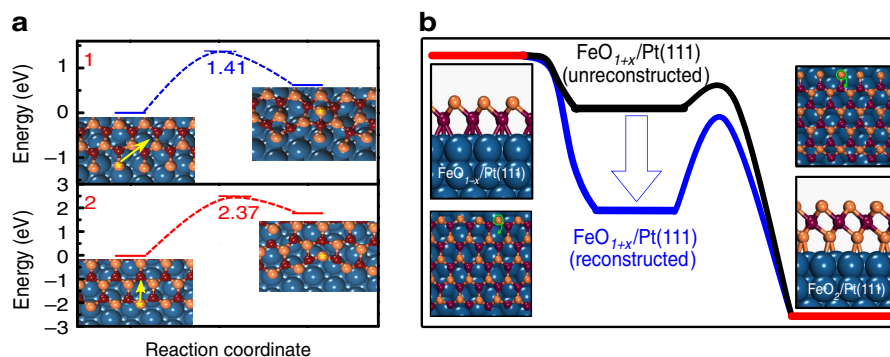 a
1
1
0
−1
Energy (eV)
1.41
3
2
2
1
0
−1
−2
−3
Energy (eV)
2.37
Reaction coordinate
b
FeO1+x/Pt(111)
(unreconstructed)
FeO1−x/Pt(111)
FeO1+x/Pt(111)
(reconstructed)
FeO2/Pt(111)